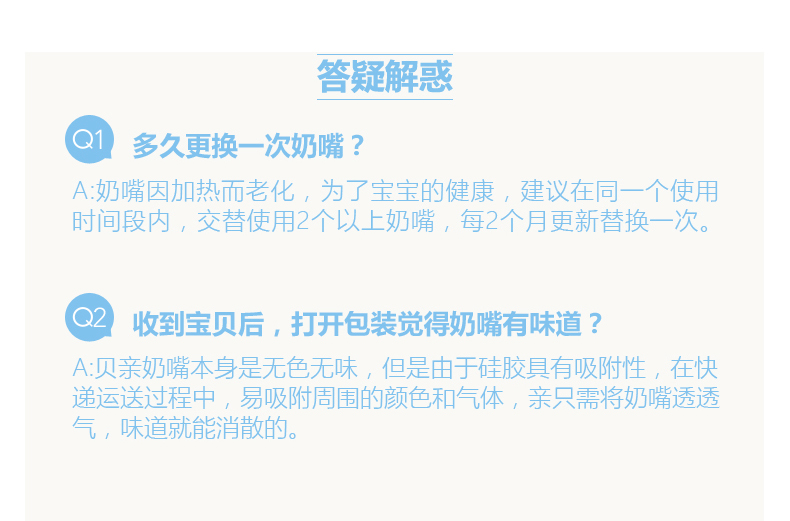 答疑解惑
Q1 多久更换一次奶嘴？
A:奶嘴因加热而老化，为了宝宝的健康，建议在同一个使用
时间段内，交替使用2个以上奶嘴，每2个月更新替换一次。
Q2 收到宝贝后，打开包装觉得奶嘴有味道？
A:贝亲奶嘴本身是无色无味，但是由于硅胶具有吸附性，在快
递运送过程中，易吸附周围的颜色和气体，亲只需将奶嘴透透
气，味道就能消散的。